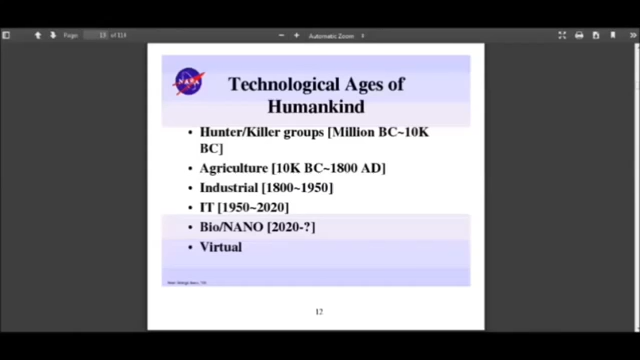 Page: 13 of 114
Automatic Zoom
NASA
Technological Ages of
Humankind
• Hunter/Killer groups [Million BC~10K
BC]
• Agriculture [10K BC~1800 AD]
• Industrial [1800~1950]
• IT [1950~2020]
• Bio/NANO [2020-?]
• Virtual
12